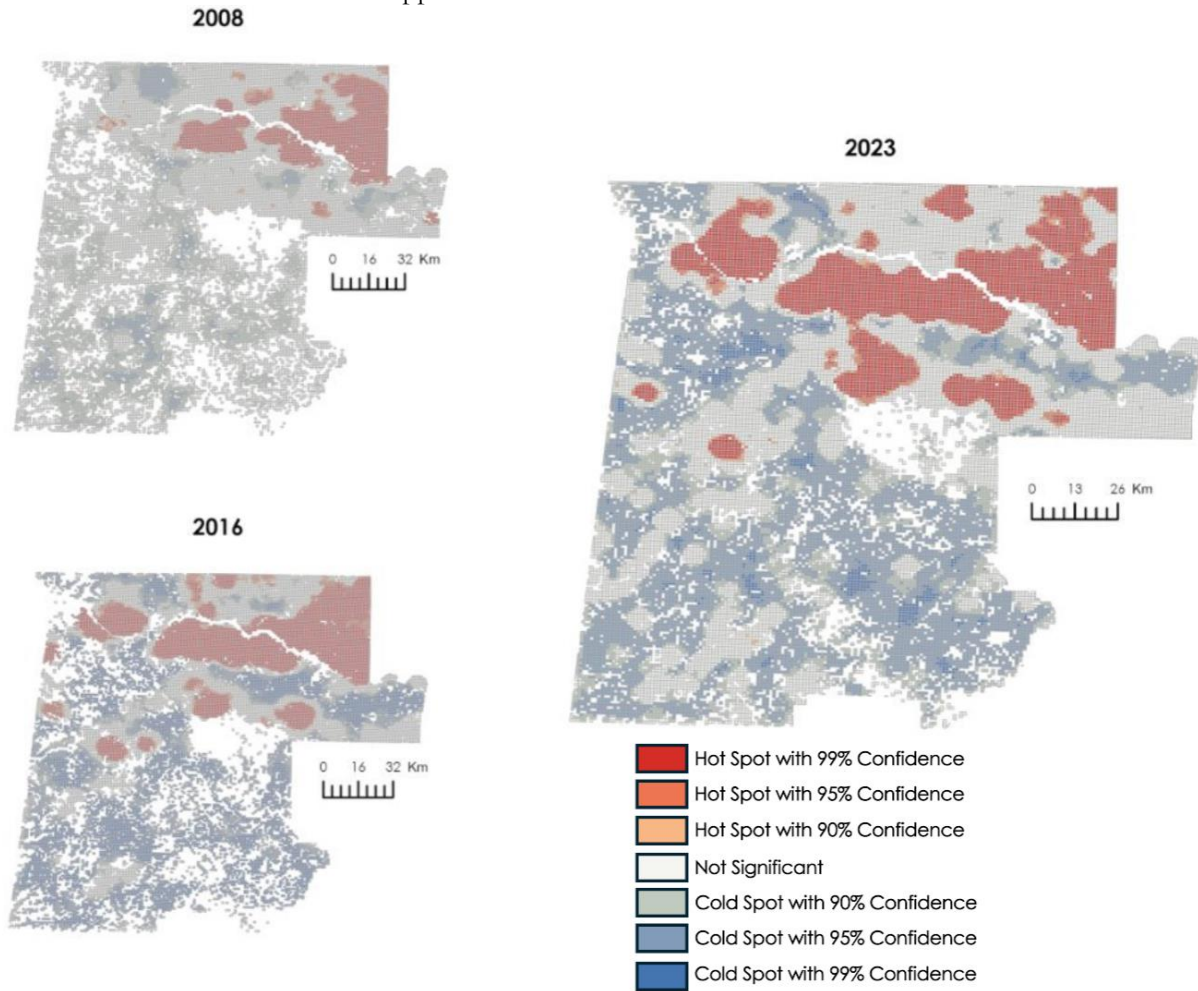 pp
2008
2023
0 16 32 Km
0 13 26 Km
2016
0 16 32 Km
Hot Spot with 99% Confidence
Hot Spot with 95% Confidence
Hot Spot with 90% Confidence
Not Significant
Cold Spot with 90% Confidence
Cold Spot with 95% Confidence
Cold Spot with 99% Confidence